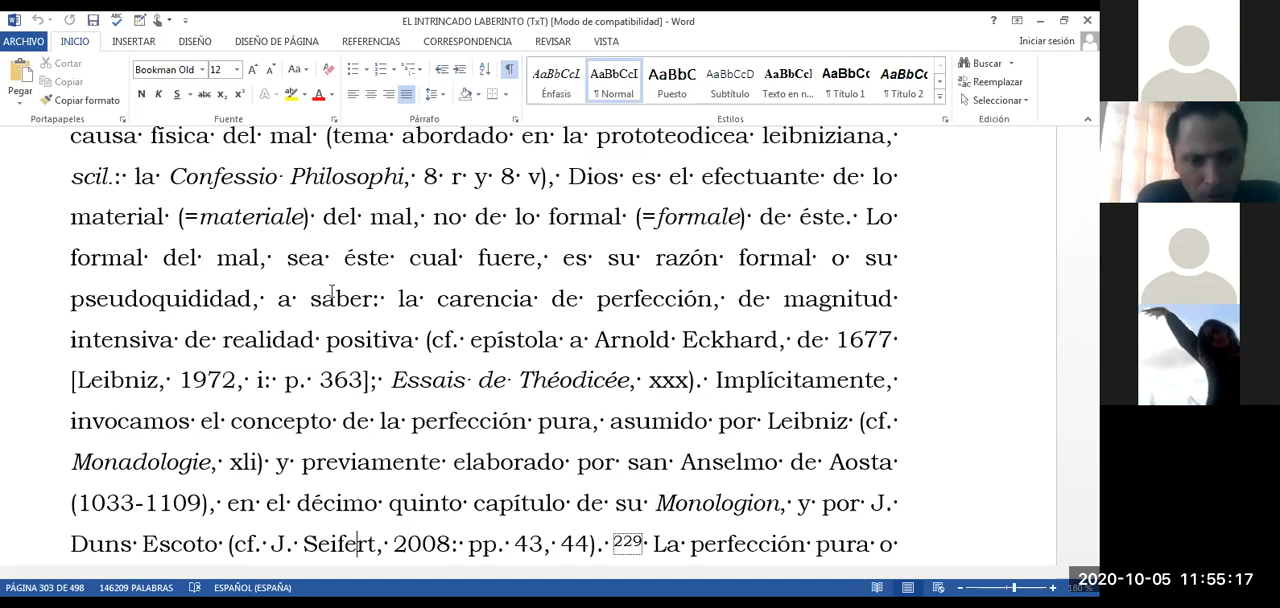 EL INTRINCADO LABERINTO (TxT) [Modo de compatibilidad] - Word
ARCHIVO INICIO INSERTAR DISEÑO DISEÑO DE PÁGINA REFERENCIAS CORRESPONDENCIA REVISAR VISTA Iniciar sesión
Pegar
Cortar
Copiar
Copiar formato
Portapapeles
Bookman Old 12
N K S abc x₂ x²
Fuente
Párrafo
AaBbCcI Énfasis
AaBbCcI ¶ Normal
AaBbC Puesto
AaBbCcD Subtítulo
AaBbCcl Texto en n...
AaBbCc ¶ Título 1
AaBbCc ¶ Título 2
Estilos
Buscar
Reemplazar
Seleccionar
Edición
causa física del mal (tema abordado en la prototeodicea leibniziana,
scil.: la Confessio Philosophi, 8 r y 8 v), Dios es el efectuante de lo
material (=materiale) del mal, no de lo formal (=formale) de éste. Lo
formal del mal, sea éste cual fuere, es su razón formal o su
pseudoquididad, a saber: la carencia de perfección, de magnitud
intensiva de realidad positiva (cf. epístola a Arnold Eckhard, de 1677
[Leibniz, 1972, i: p. 363]; Essais de Théodicée, xxx). Implícitamente,
invocamos el concepto de la perfección pura, asumido por Leibniz (cf.
Monadologie, xli) y previamente elaborado por san Anselmo de Aosta
(1033-1109), en el décimo quinto capítulo de su Monologion, y por J.
Duns Escoto (cf. J. Seifert, 2008: pp. 43, 44). 229 La perfección pura o
PÁGINA 303 DE 498 146209 PALABRAS ESPAÑOL (ESPAÑA) 180 %
2020-10-05 11:55:17